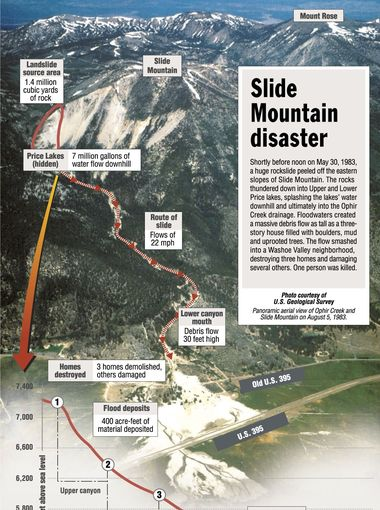 Mount Rose
Slide
Mountain
Landslide
source area
1.4 million
cubic yards
of rock
Slide
Mountain
disaster
Shortly before noon on May 30, 1983,
a huge rockslide peeled off the eastern
slopes of Slide Mountain. The rocks
thundered down into Upper and Lower
Price lakes, splashing the lakes' water
downhill and ultimately into the Ophir
Creek drainage. Floodwaters created
a massive debris flow as tall as a three-
story house filled with boulders, mud
and uprooted trees. The flow smashed
into a Washoe Valley neighborhood,
destroying three homes and damaging
several others. One person was killed.
Photo courtesy of
U.S. Geological Survey
Panoramic aerial view of Ophir Creek and
Slide Mountain on August 5, 1983.
Price Lakes
(hidden)
7 million gallons of
water flow downhill
Route of
slide
Flows of
22 mph
Lower canyon
mouth
Debris flow
30 feet high
Homes
destroyed
3 homes demolished,
others damaged
Old U.S. 395
Flood deposits
400 acre-feet of
material deposited
U.S. 395
7,400
7,000
6,600
6,200
5,800
et above sea level
1
2
3
Upper canyon